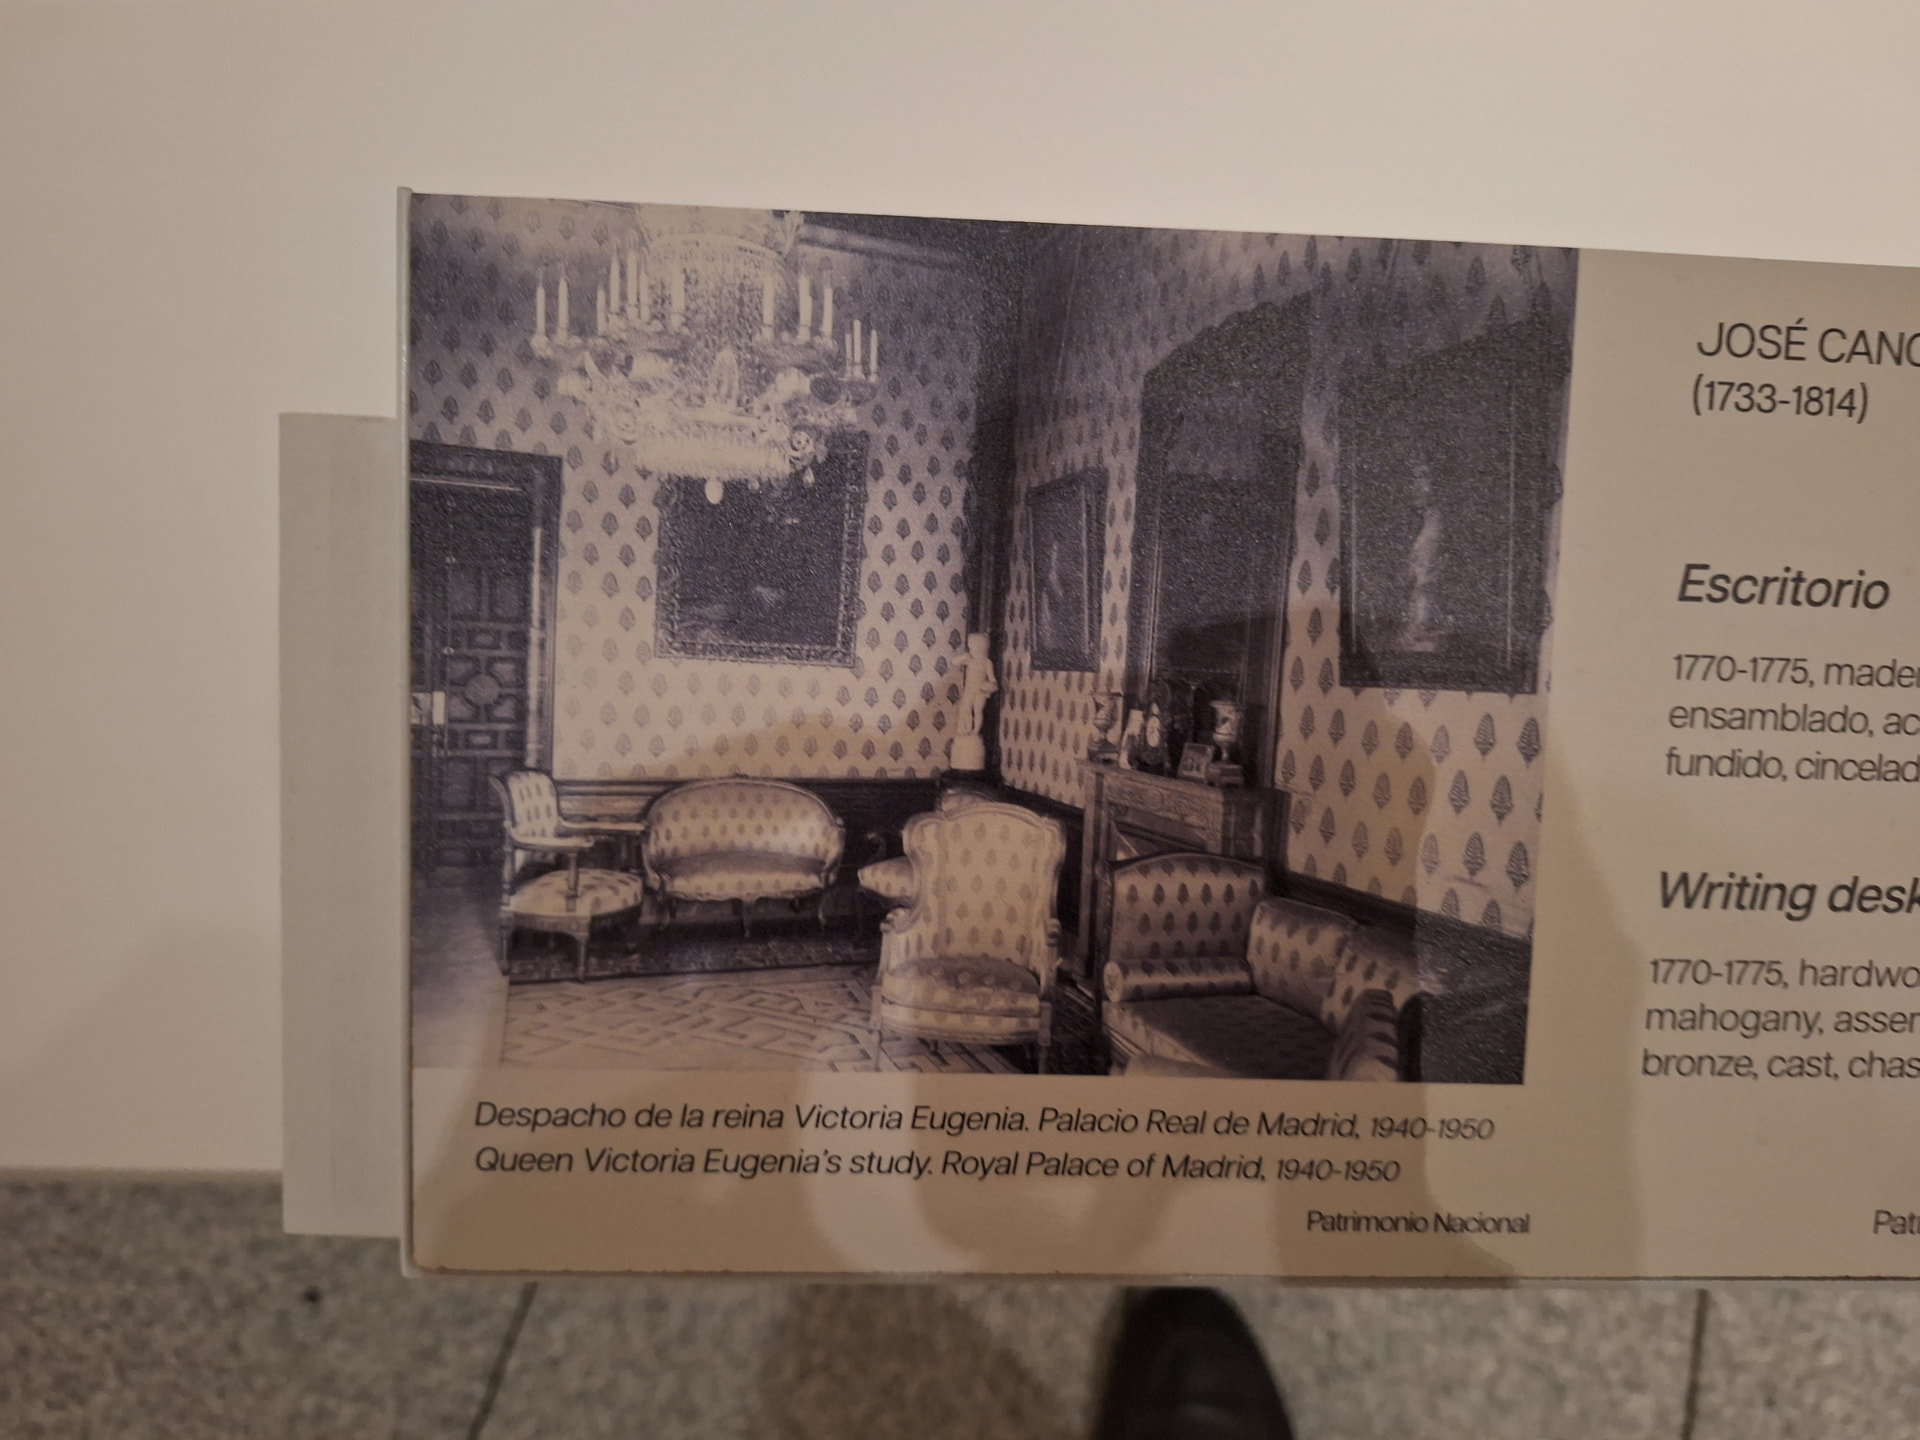 JOSÉ CANO
(1733-1814)
Escritorio
1770-1775, mader
ensamblado, ac
fundido, cincelad
Writing desk
1770-1775, hardwo
mahogany, assem
bronze, cast, chas
Despacho de la reina Victoria Eugenia. Palacio Real de Madrid, 1940-1950
Queen Victoria Eugenia's study. Royal Palace of Madrid, 1940-1950
Patrimonio Nacional
Patr